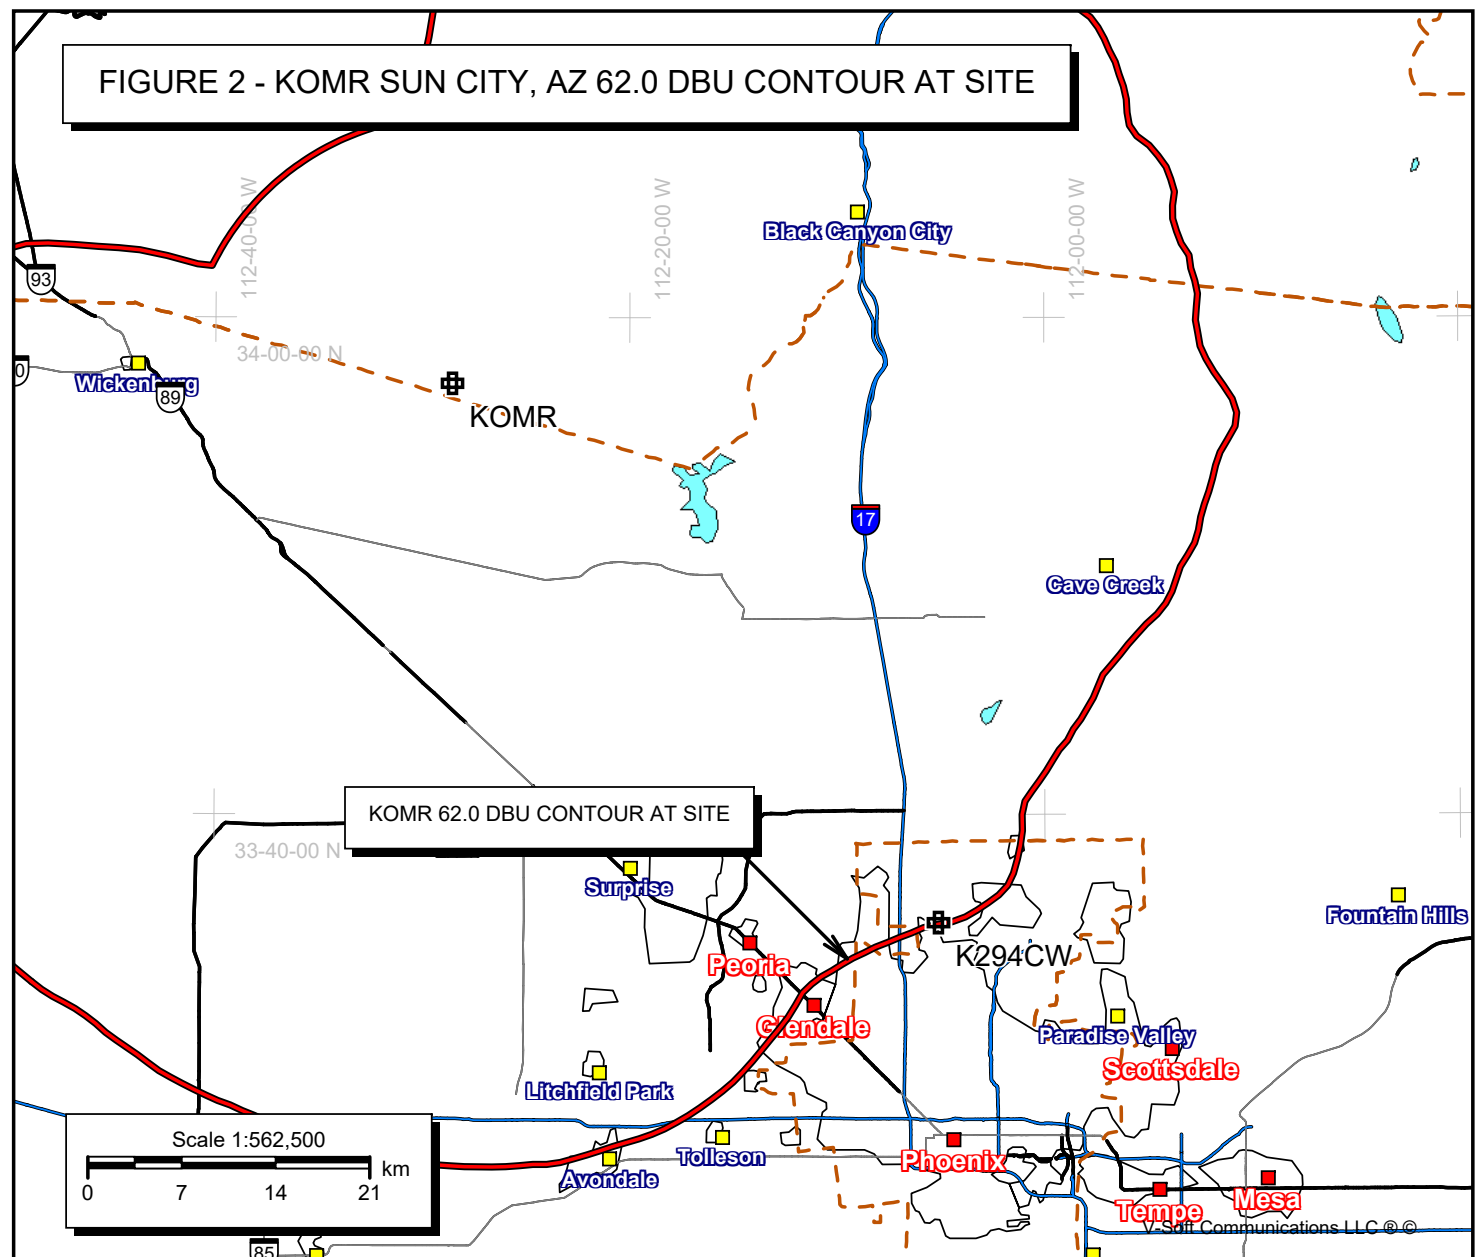 FIGURE 2 - KOMR SUN CITY, AZ 62.0 DBU CONTOUR AT SITE
112-40-00 W
112-20-00 W
112-00-00 W
Black Canyon City
93
34-00-00 N
0
Wickenburg
89
KOMR
17
Cave Creek
KOMR 62.0 DBU CONTOUR AT SITE
33-40-00 N
Surprise
Fountain Hills
K294CW
Peoria
Glendale
Paradise Valley
Scottsdale
Litchfield Park
Scale 1:562,500
km
0 7 14 21
Tolleson
Phoenix
Avondale
Mesa
Tempe
V-Soft Communications LLC ® ©
85